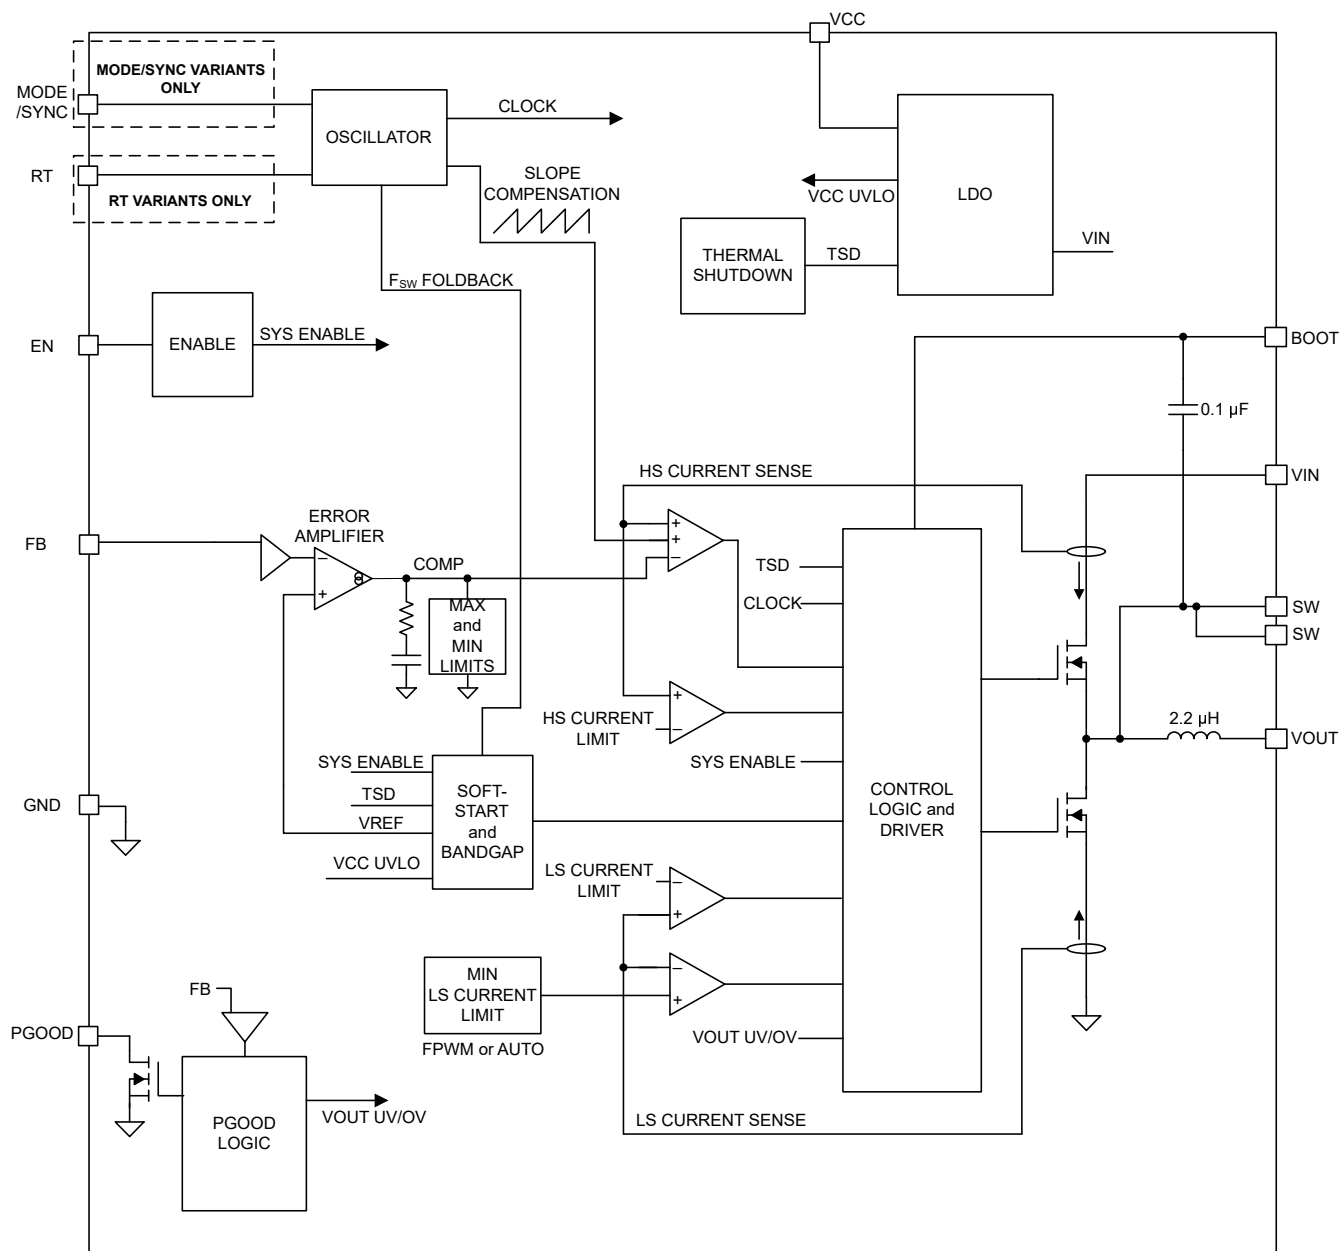 VCC
MODE/SYNC VARIANTS
ONLY
MODE
/SYNC
OSCILLATOR
CLOCK
RT
RT VARIANTS ONLY
SLOPE
COMPENSATION
VCC UVLO
LDO
THERMAL
SHUTDOWN
TSD
VIN
FSW FOLDBACK
EN
ENABLE
SYS ENABLE
BOOT
0.1 µF
HS CURRENT SENSE
VIN
FB
ERROR
AMPLIFIER
−
+
COMP
+
+
−
TSD
CLOCK
MAX
and
MIN
LIMITS
SW
SW
+
−
HS CURRENT
LIMIT
2.2 µH
VOUT
SYS ENABLE
SYS ENABLE
TSD
VREF
VCC UVLO
SOFT-
START
and
BANDGAP
CONTROL
LOGIC and
DRIVER
GND
LS CURRENT
LIMIT
−
+
−
+
MIN
LS CURRENT
LIMIT
FPWM or AUTO
VOUT UV/OV
FB
PGOOD
PGOOD
LOGIC
VOUT UV/OV
LS CURRENT SENSE